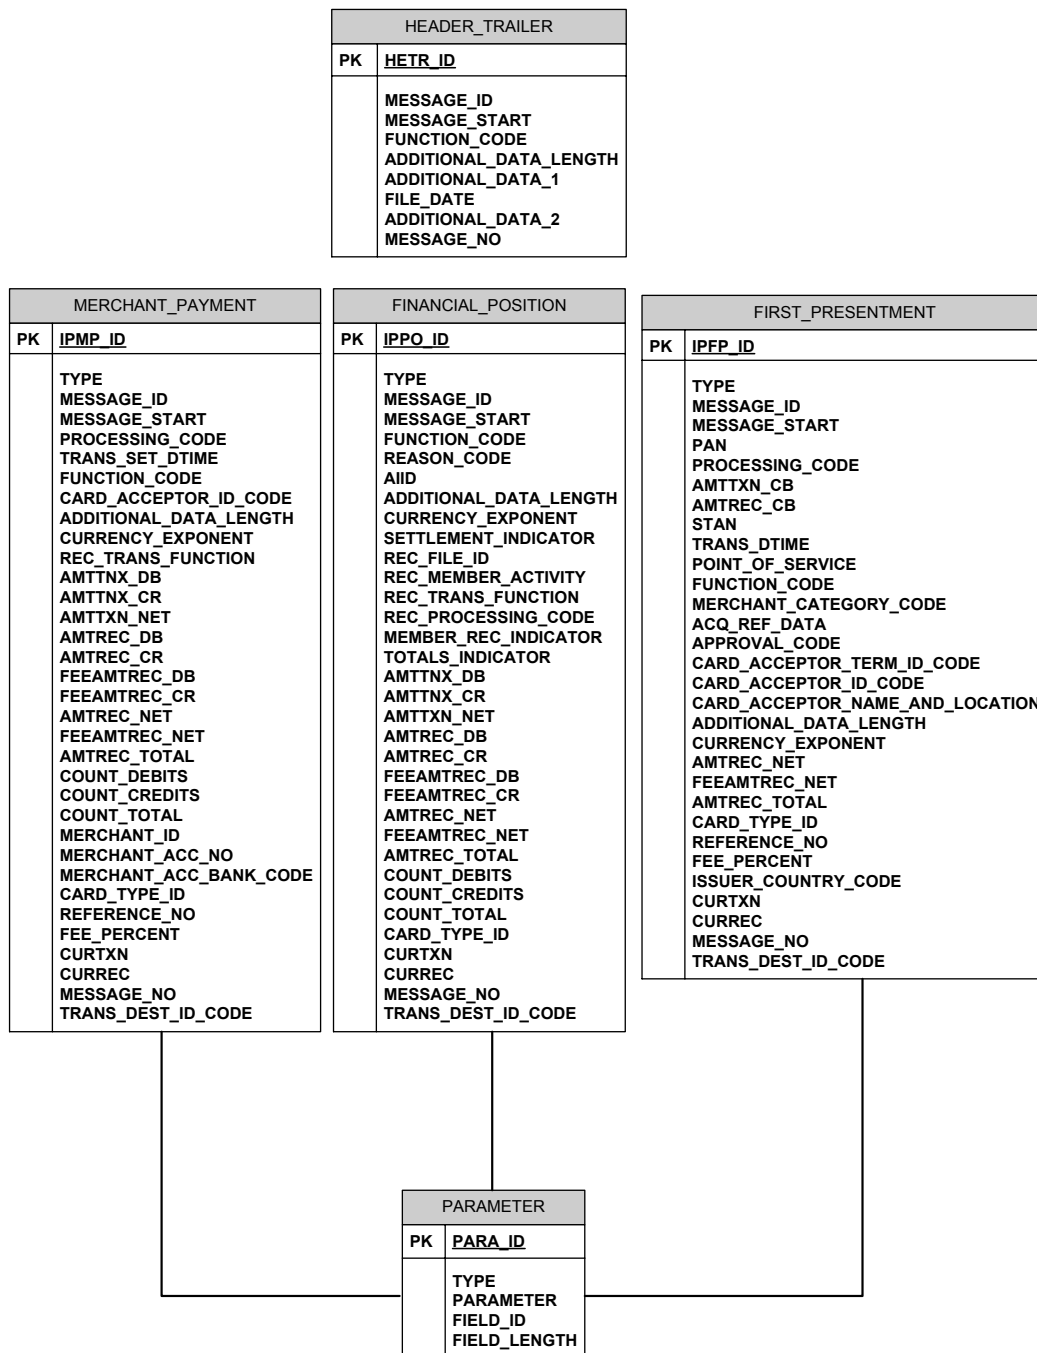 HEADER_TRAILER
PK HETR_ID
MESSAGE_ID
MESSAGE_START
FUNCTION_CODE
ADDITIONAL_DATA_LENGTH
ADDITIONAL_DATA_1
FILE_DATE
ADDITIONAL_DATA_2
MESSAGE_NO
MERCHANT_PAYMENT
PK IPMP_ID
TYPE
MESSAGE_ID
MESSAGE_START
PROCESSING_CODE
TRANS_SET_DTIME
FUNCTION_CODE
CARD_ACCEPTOR_ID_CODE
ADDITIONAL_DATA_LENGTH
CURRENCY_EXPONENT
REC_TRANS_FUNCTION
AMTTNX_DB
AMTTNX_CR
AMTTXN_NET
AMTREC_DB
AMTREC_CR
FEEAMTREC_DB
FEEAMTREC_CR
AMTREC_NET
FEEAMTREC_NET
AMTREC_TOTAL
COUNT_DEBITS
COUNT_CREDITS
COUNT_TOTAL
MERCHANT_ID
MERCHANT_ACC_NO
MERCHANT_ACC_BANK_CODE
CARD_TYPE_ID
REFERENCE_NO
FEE_PERCENT
CURTXN
CURREC
MESSAGE_NO
TRANS_DEST_ID_CODE
FINANCIAL_POSITION
PK IPPO_ID
TYPE
MESSAGE_ID
MESSAGE_START
FUNCTION_CODE
REASON_CODE
AIID
ADDITIONAL_DATA_LENGTH
CURRENCY_EXPONENT
SETTLEMENT_INDICATOR
REC_FILE_ID
REC_MEMBER_ACTIVITY
REC_TRANS_FUNCTION
REC_PROCESSING_CODE
MEMBER_REC_INDICATOR
TOTALS_INDICATOR
AMTTNX_DB
AMTTNX_CR
AMTTXN_NET
AMTREC_DB
AMTREC_CR
FEEAMTREC_DB
FEEAMTREC_CR
AMTREC_NET
FEEAMTREC_NET
AMTREC_TOTAL
COUNT_DEBITS
COUNT_CREDITS
COUNT_TOTAL
CARD_TYPE_ID
CURTXN
CURREC
MESSAGE_NO
TRANS_DEST_ID_CODE
FIRST_PRESENTMENT
PK IPFP_ID
TYPE
MESSAGE_ID
MESSAGE_START
PAN
PROCESSING_CODE
AMTTXN_CB
AMTREC_CB
STAN
TRANS_DTIME
POINT_OF_SERVICE
FUNCTION_CODE
MERCHANT_CATEGORY_CODE
ACQ_REF_DATA
APPROVAL_CODE
CARD_ACCEPTOR_TERM_ID_CODE
CARD_ACCEPTOR_ID_CODE
CARD_ACCEPTOR_NAME_AND_LOCATION
ADDITIONAL_DATA_LENGTH
CURRENCY_EXPONENT
AMTREC_NET
FEEAMTREC_NET
AMTREC_TOTAL
CARD_TYPE_ID
REFERENCE_NO
FEE_PERCENT
ISSUER_COUNTRY_CODE
CURTXN
CURREC
MESSAGE_NO
TRANS_DEST_ID_CODE
PARAMETER
PK PARA_ID
TYPE
PARAMETER
FIELD_ID
FIELD_LENGTH